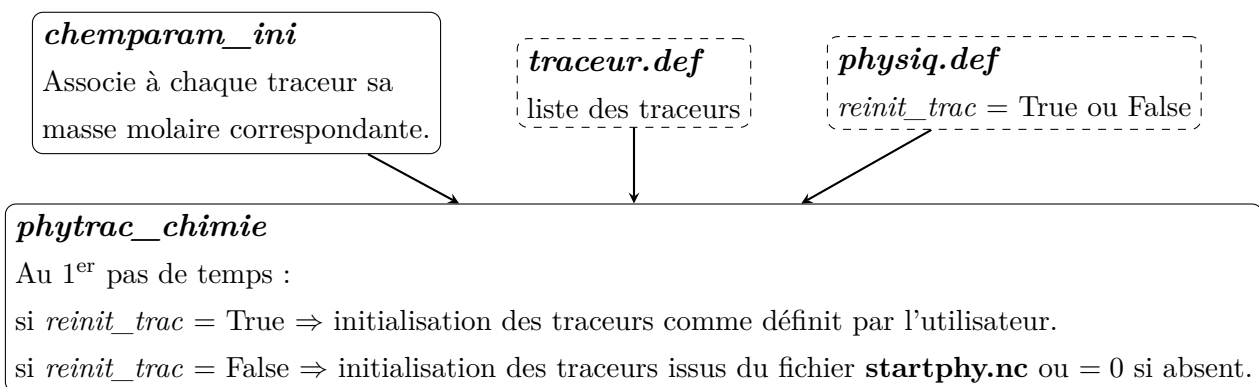 chemparam_ini
Associe à chaque traceur sa
masse molaire correspondante.
traceur.def
liste des traceurs
physiq.def
reinit_trac = True ou False
phytrac_chimie
Au 1er pas de temps :
si reinit_trac = True ⇒ initialisation des traceurs comme définit par l'utilisateur.
si reinit_trac = False ⇒ initialisation des traceurs issus du fichier startphy.nc ou = 0 si absent.